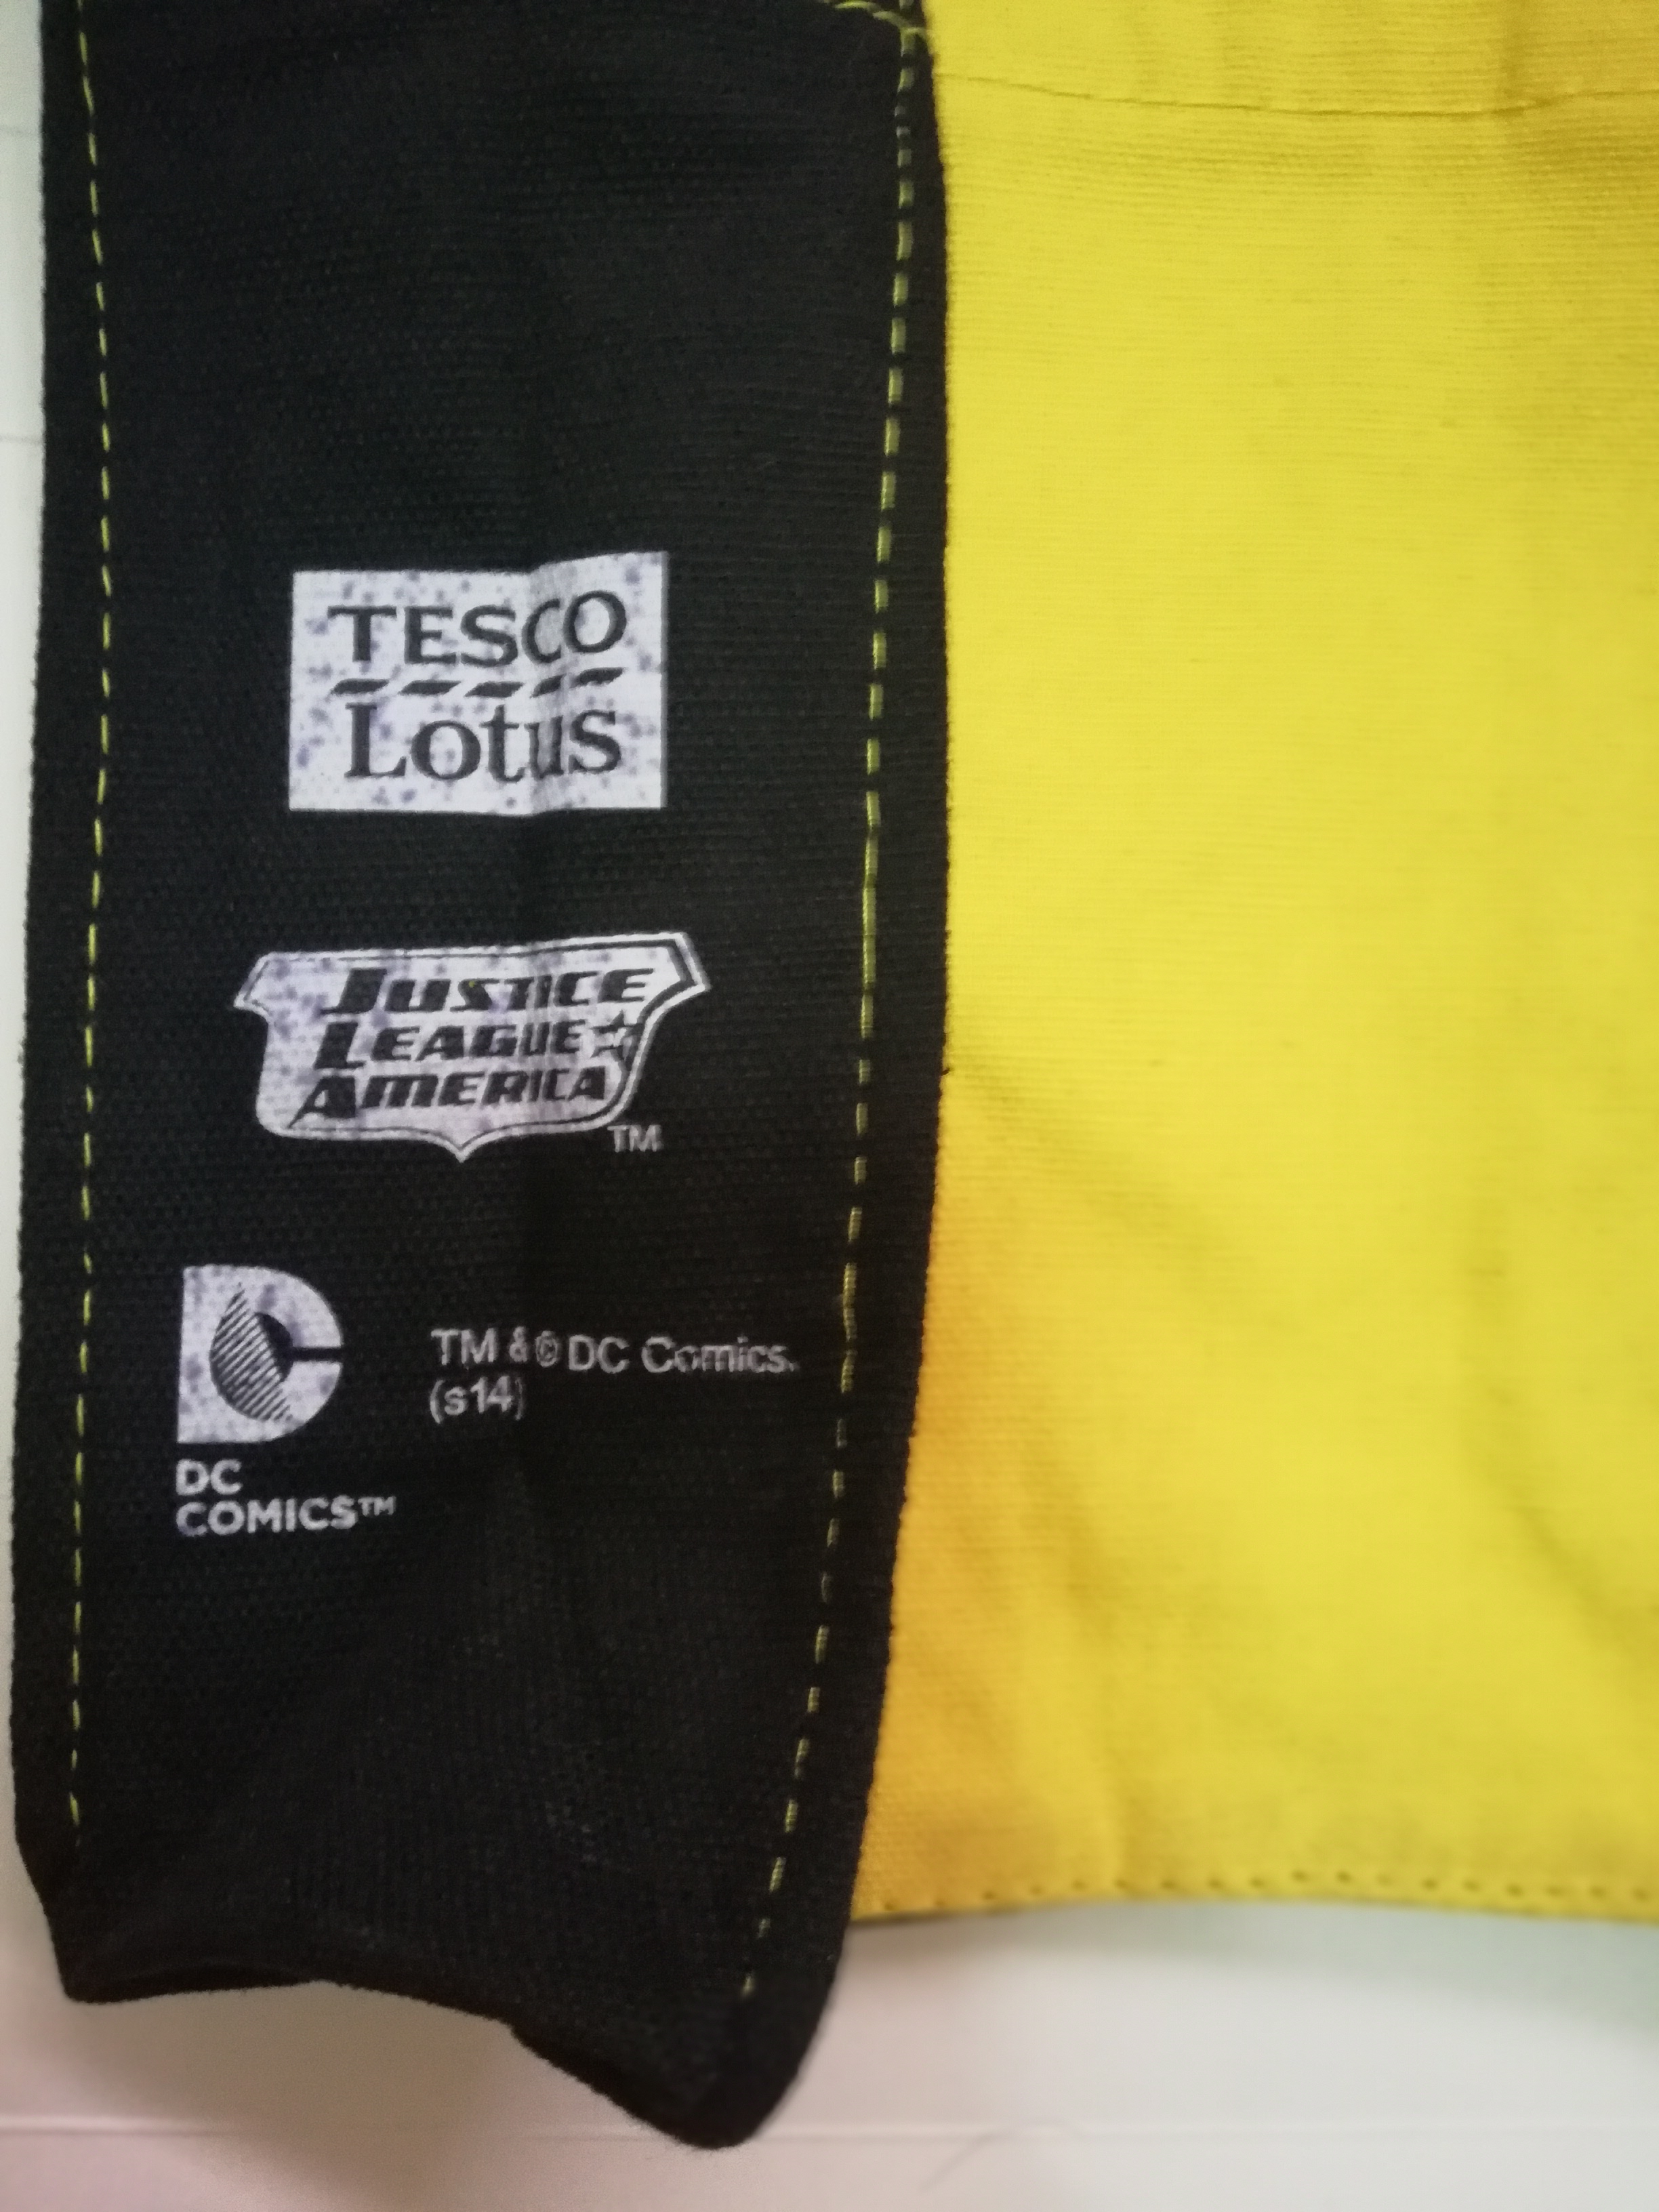 TESCO
Lotus
JUSTICE
LEAGUE
AMERICA
TM
TM & © DC Comics.
(s14)
DC
COMICS™